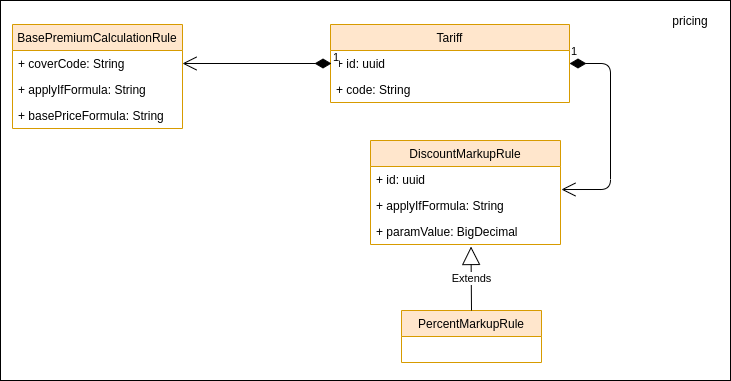 pricing
BasePremiumCalculationRule
+ coverCode: String
+ applyIfFormula: String
+ basePriceFormula: String
Tariff
1
+ id: uuid
+ code: String
1
DiscountMarkupRule
+ id: uuid
+ applyIfFormula: String
+ paramValue: BigDecimal
Extends
PercentMarkupRule